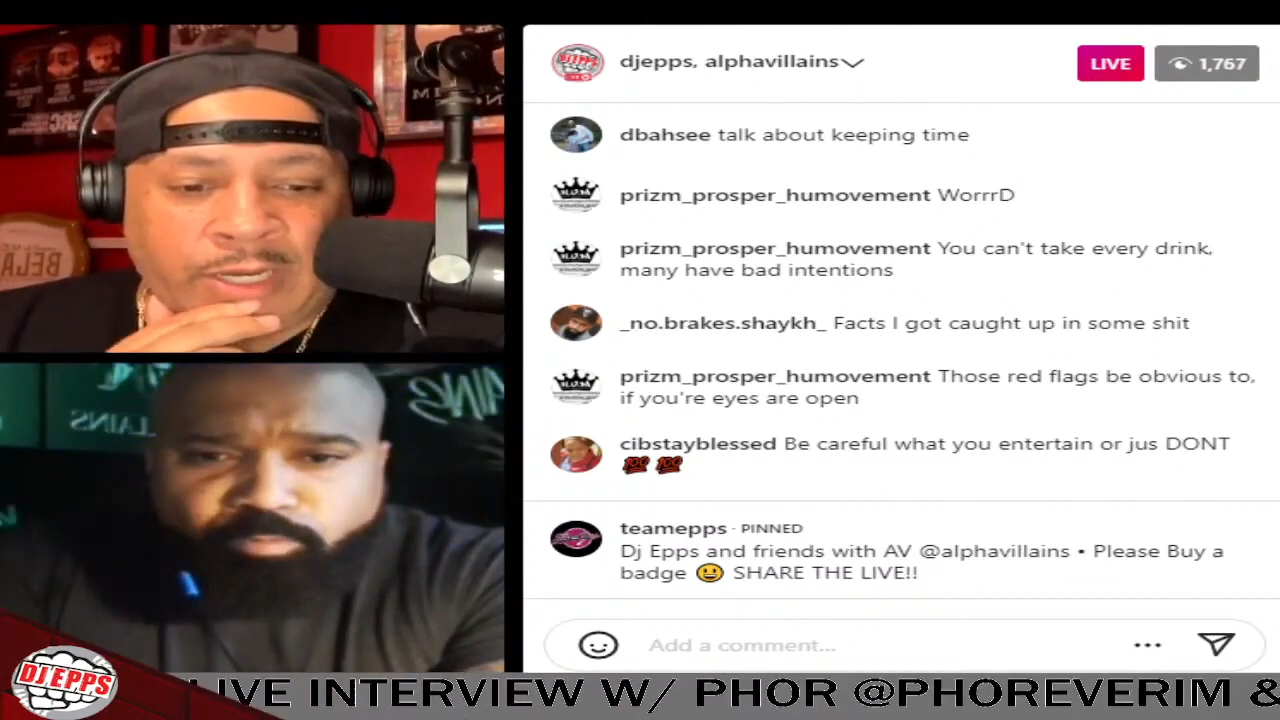 djepps, alphavillains
LIVE
1,767
dbahsee talk about keeping time
prizm_prosper_humovement WorrrD
prizm_prosper_humovement You can't take every drink,
many have bad intentions
_no.brakes.shaykh_ Facts I got caught up in some shit
prizm_prosper_humovement Those red flags be obvious to,
if you're eyes are open
cibstayblessed Be careful what you entertain or jus DONT
💯 💯
teamepps · PINNED
Dj Epps and friends with AV @alphavillains • Please Buy a
badge 😀 SHARE THE LIVE!!
Add a comment...
DJ EPPS
LIVE INTERVIEW W/ PHOR @PHOREVERIM &